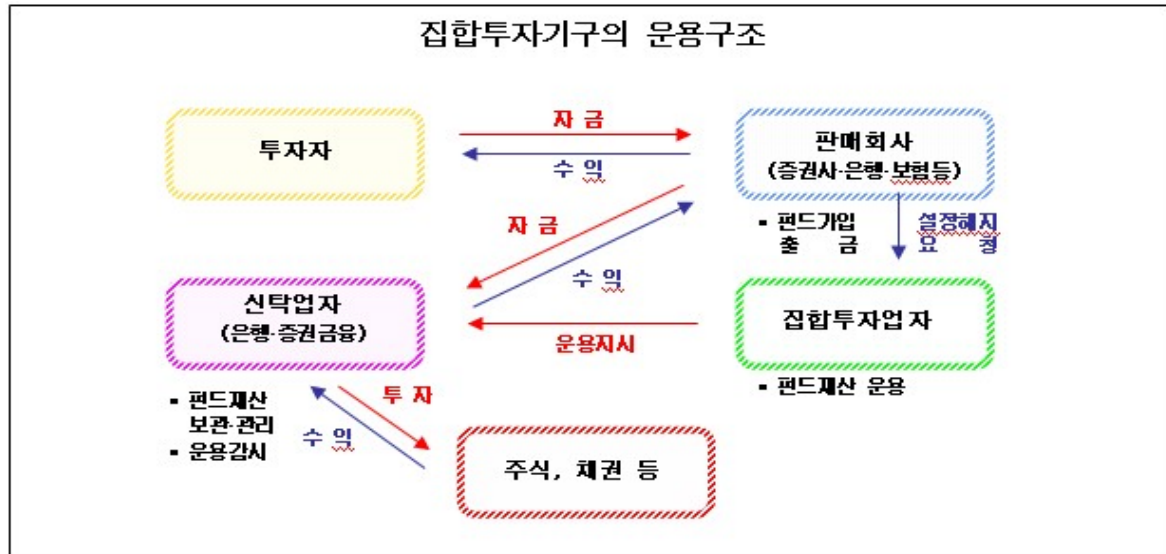 집합투자기구의 운용구조
투자자
자 금
수 익
판매회사
(증권사·은행·보험등)
▪ 펀드가입
출 금
설정해지
요 청
자 금
수 익
신탁업자
(은행·증권금융)
운용지시
집합투자업자
▪ 펀드재산
보관·관리
▪ 운용감시
▪ 펀드재산 운용
투 자
수 익
주식, 채권 등